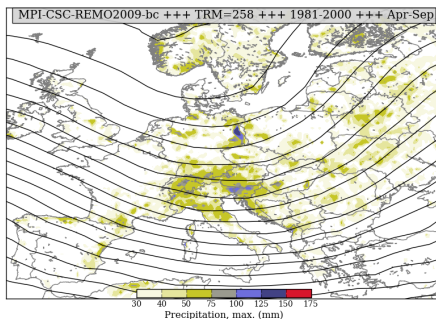 MPI-CSC-REMO2009-bc +++ TRM=258 +++ 1981-2000 +++ Apr-Sep
30 40 50 75 100 125 150 175
Precipitation, max. (mm)